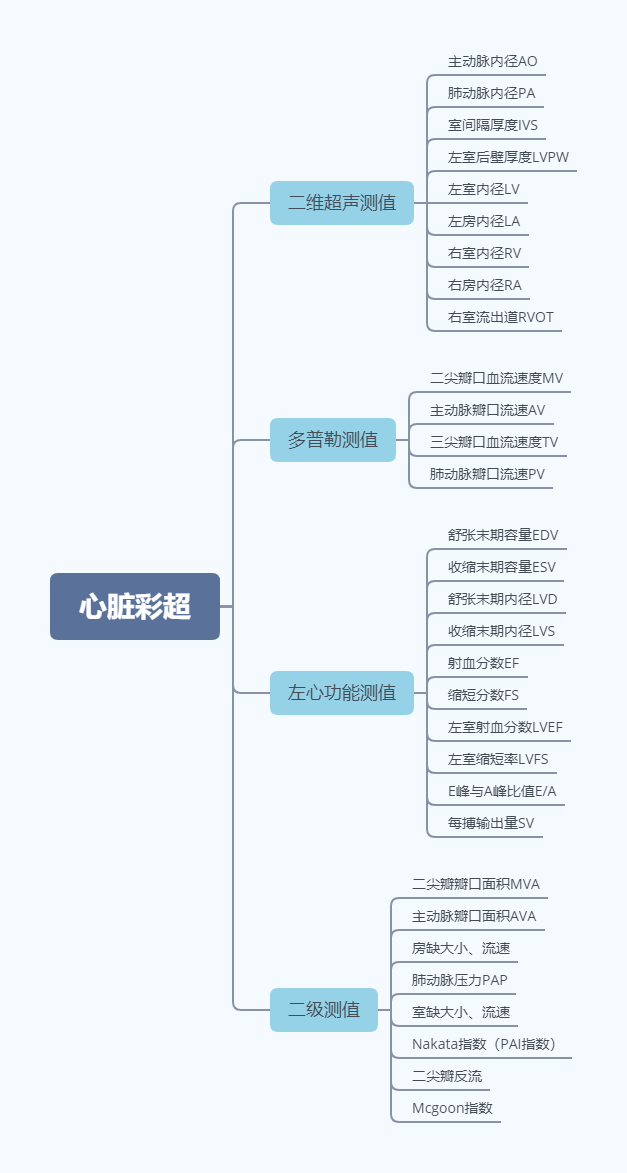 心脏彩超
二维超声测值
主动脉内径AO
肺动脉内径PA
室间隔厚度IVS
左室后壁厚度LVPW
左室内径LV
左房内径LA
右室内径RV
右房内径RA
右室流出道RVOT
多普勒测值
二尖瓣口血流速度MV
主动脉瓣口流速AV
三尖瓣口血流速度TV
肺动脉瓣口流速PV
左心功能测值
舒张末期容量EDV
收缩末期容量ESV
舒张末期内径LVD
收缩末期内径LVS
射血分数EF
缩短分数FS
左室射血分数LVEF
左室缩短率LVFS
E峰与A峰比值E/A
每搏输出量SV
二级测值
二尖瓣瓣口面积MVA
主动脉瓣口面积AVA
房缺大小、流速
肺动脉压力PAP
室缺大小、流速
Nakata指数（PAI指数）
二尖瓣反流
Mcgoon指数